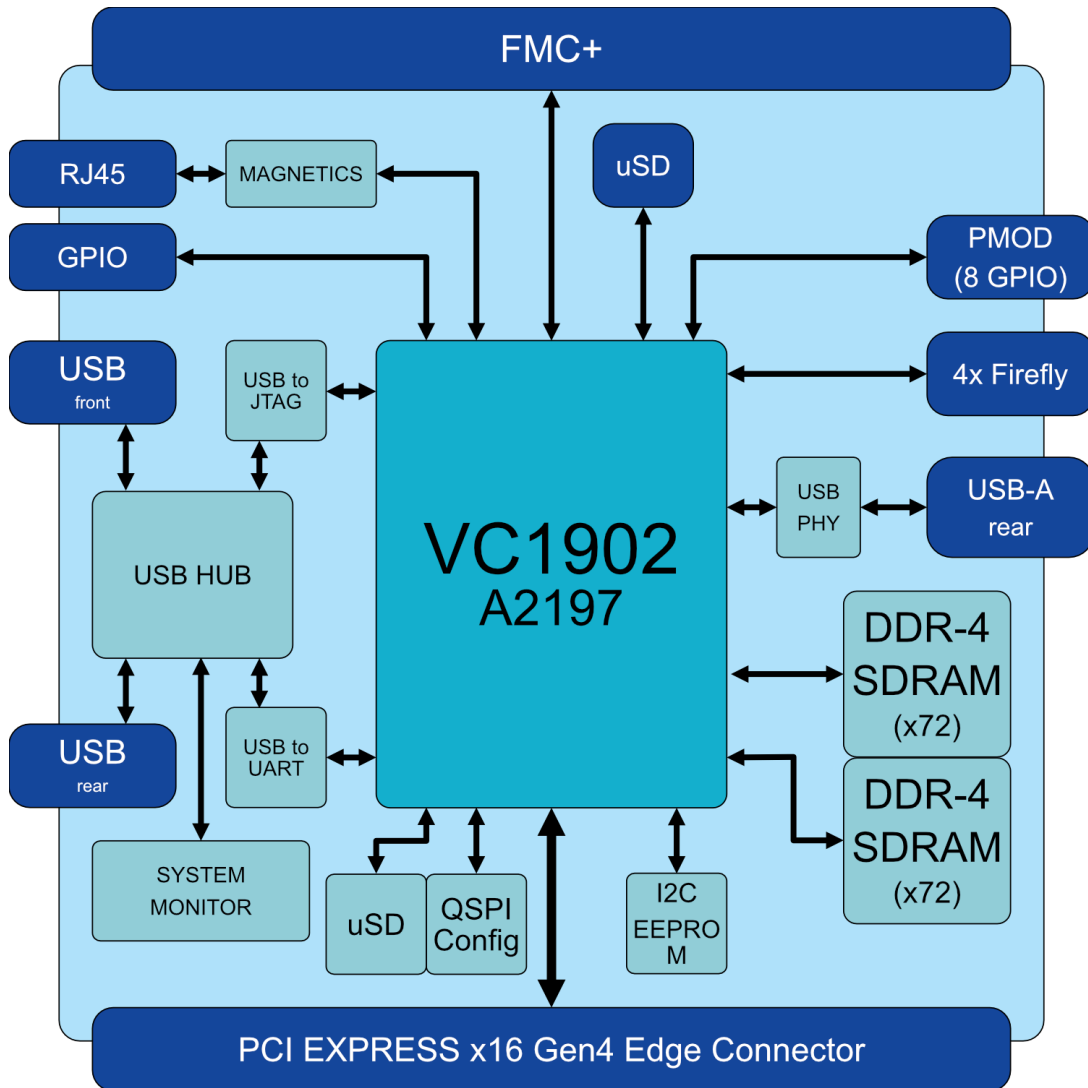 FMC+
RJ45
MAGNETICS
uSD
GPIO
PMOD
(8 GPIO)
USB
front
USB to
JTAG
4x Firefly
VC1902
A2197
USB
PHY
USB-A
rear
USB HUB
DDR-4
SDRAM
(x72)
USB
rear
USB to
UART
DDR-4
SDRAM
(x72)
SYSTEM
MONITOR
uSD
QSPI
Config
I2C
EEPRO
M
PCI EXPRESS x16 Gen4 Edge Connector